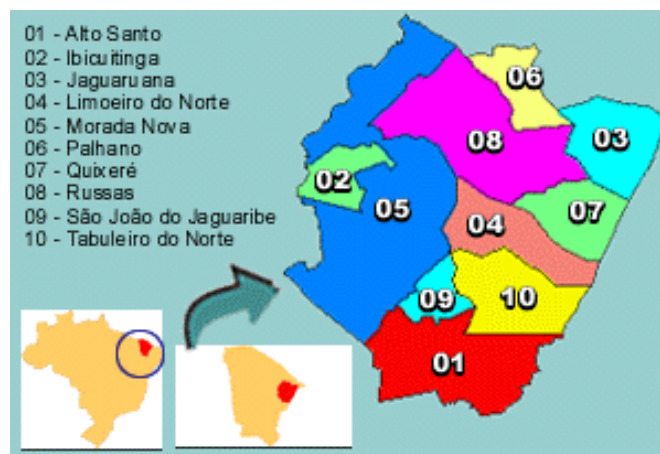 01 - Alto Santo
02 - Ibicuitinga
03 - Jaguaruana
04 - Limoeiro do Norte
05 - Morada Nova
06 - Palhano
07 - Quixeré
08 - Russas
09 - São João do Jaguaribe
10 - Tabuleiro do Norte
06
03
08
02
05
07
04
09
10
01